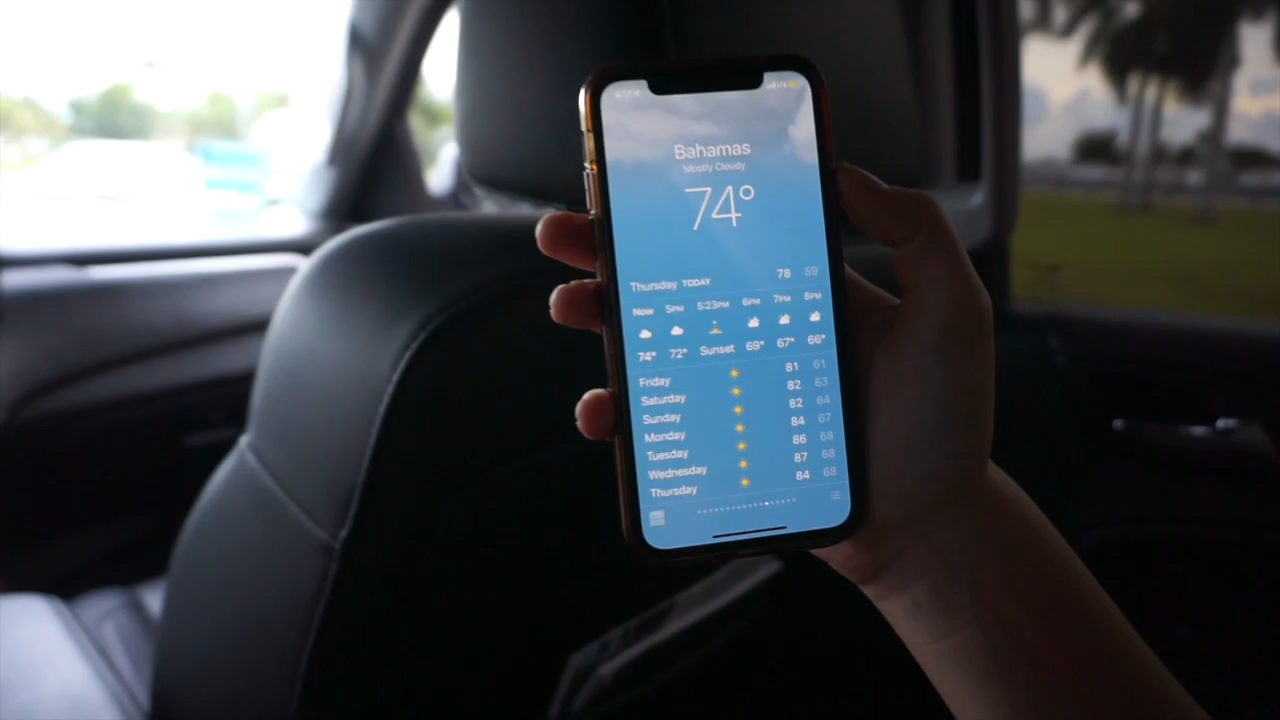 Bahamas
Mostly Cloudy
74°
Thursday TODAY 78 59
Now 5PM 5:23PM 6PM 7PM 8PM
74° 72° Sunset 69° 67° 66°
Friday 81 61
Saturday 82 63
Sunday 82 64
Monday 84 67
Tuesday 86 68
Wednesday 87 68
Thursday 84 68